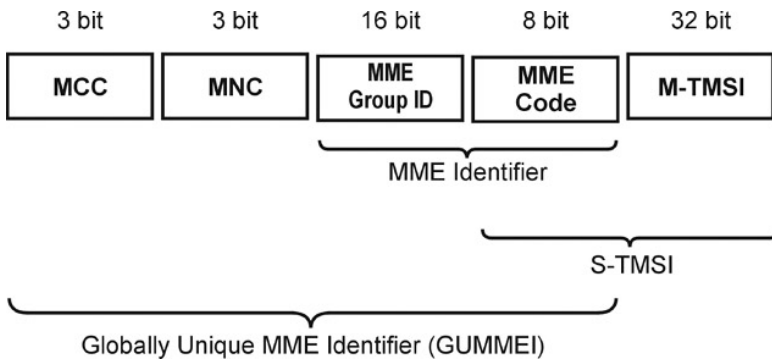 3 bit 3 bit 16 bit 8 bit 32 bit
MCC MNC MME Group ID MME Code M-TMSI
MME Identifier
S-TMSI
Globally Unique MME Identifier (GUMMEI)